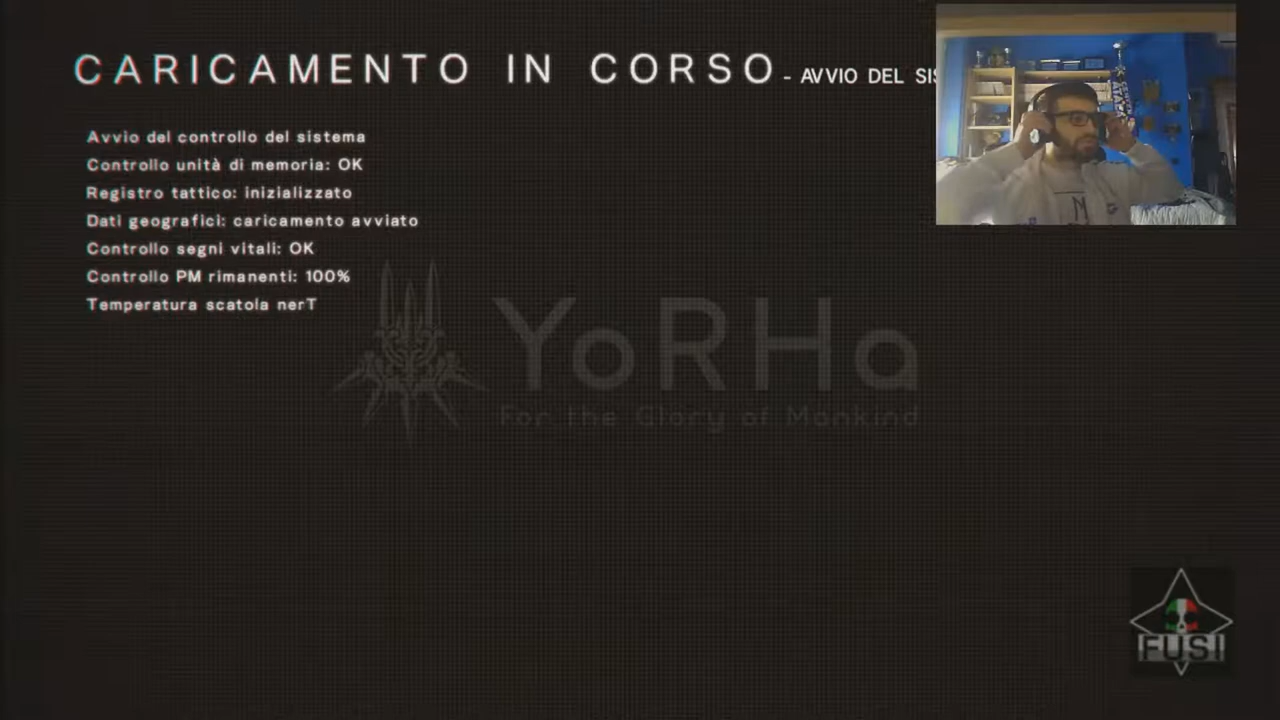 CARICAMENTO IN CORSO - AVVIO DEL SIS
Avvio del controllo del sistema
Controllo unità di memoria: OK
Registro tattico: inizializzato
Dati geografici: caricamento avviato
Controllo segni vitali: OK
Controllo PM rimanenti: 100%
Temperatura scatola nerT
YoRHa
For the Glory of Mankind
FUSI